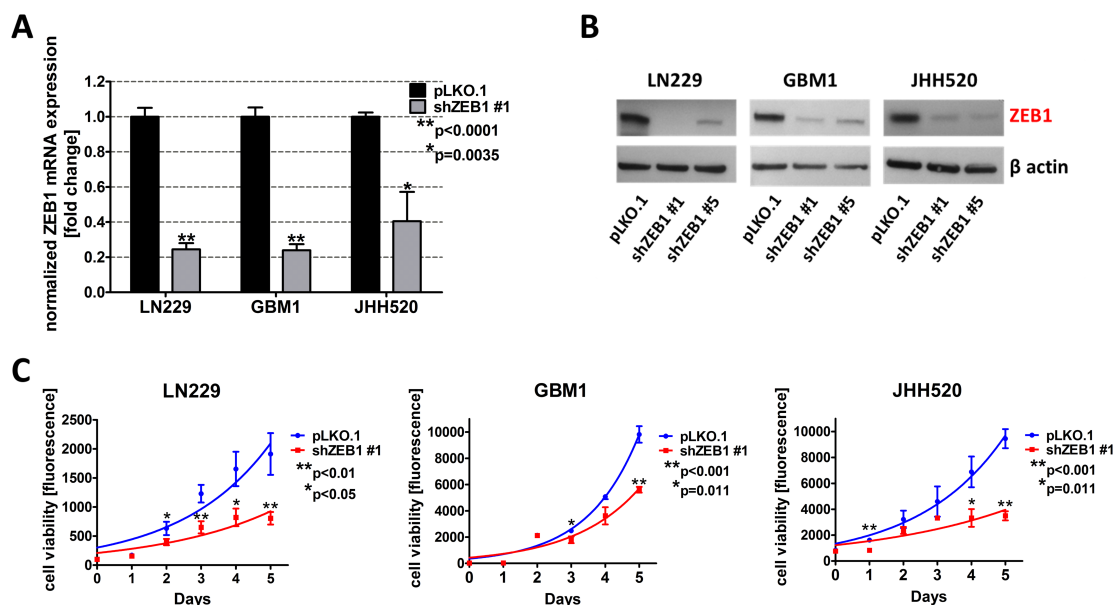 A
normalized ZEB1 mRNA expression
[fold change]
1.2
1.0
0.8
0.6
0.4
0.2
0.0
pLKO.1
shZEB1 #1
**p<0.0001
*p=0.0035
**
**
*
LN229
GBM1
JHH520
B
LN229
GBM1
JHH520
ZEB1
β actin
pLKO.1
shZEB1 #1
shZEB1 #5
pLKO.1
shZEB1 #1
shZEB1 #5
pLKO.1
shZEB1 #1
shZEB1 #5
C
LN229
cell viability [fluorescence]
2500
2000
1500
1000
500
0
pLKO.1
shZEB1 #1
**p<0.01
*p<0.05
* ** * **
0 1 2 3 4 5
Days
GBM1
cell viability [fluorescence]
10000
8000
6000
4000
2000
0
pLKO.1
shZEB1 #1
**p<0.001
*p=0.011
* **
0 1 2 3 4 5
Days
JHH520
cell viability [fluorescence]
10000
8000
6000
4000
2000
0
pLKO.1
shZEB1 #1
**p<0.001
*p=0.011
** * **
0 1 2 3 4 5
Days